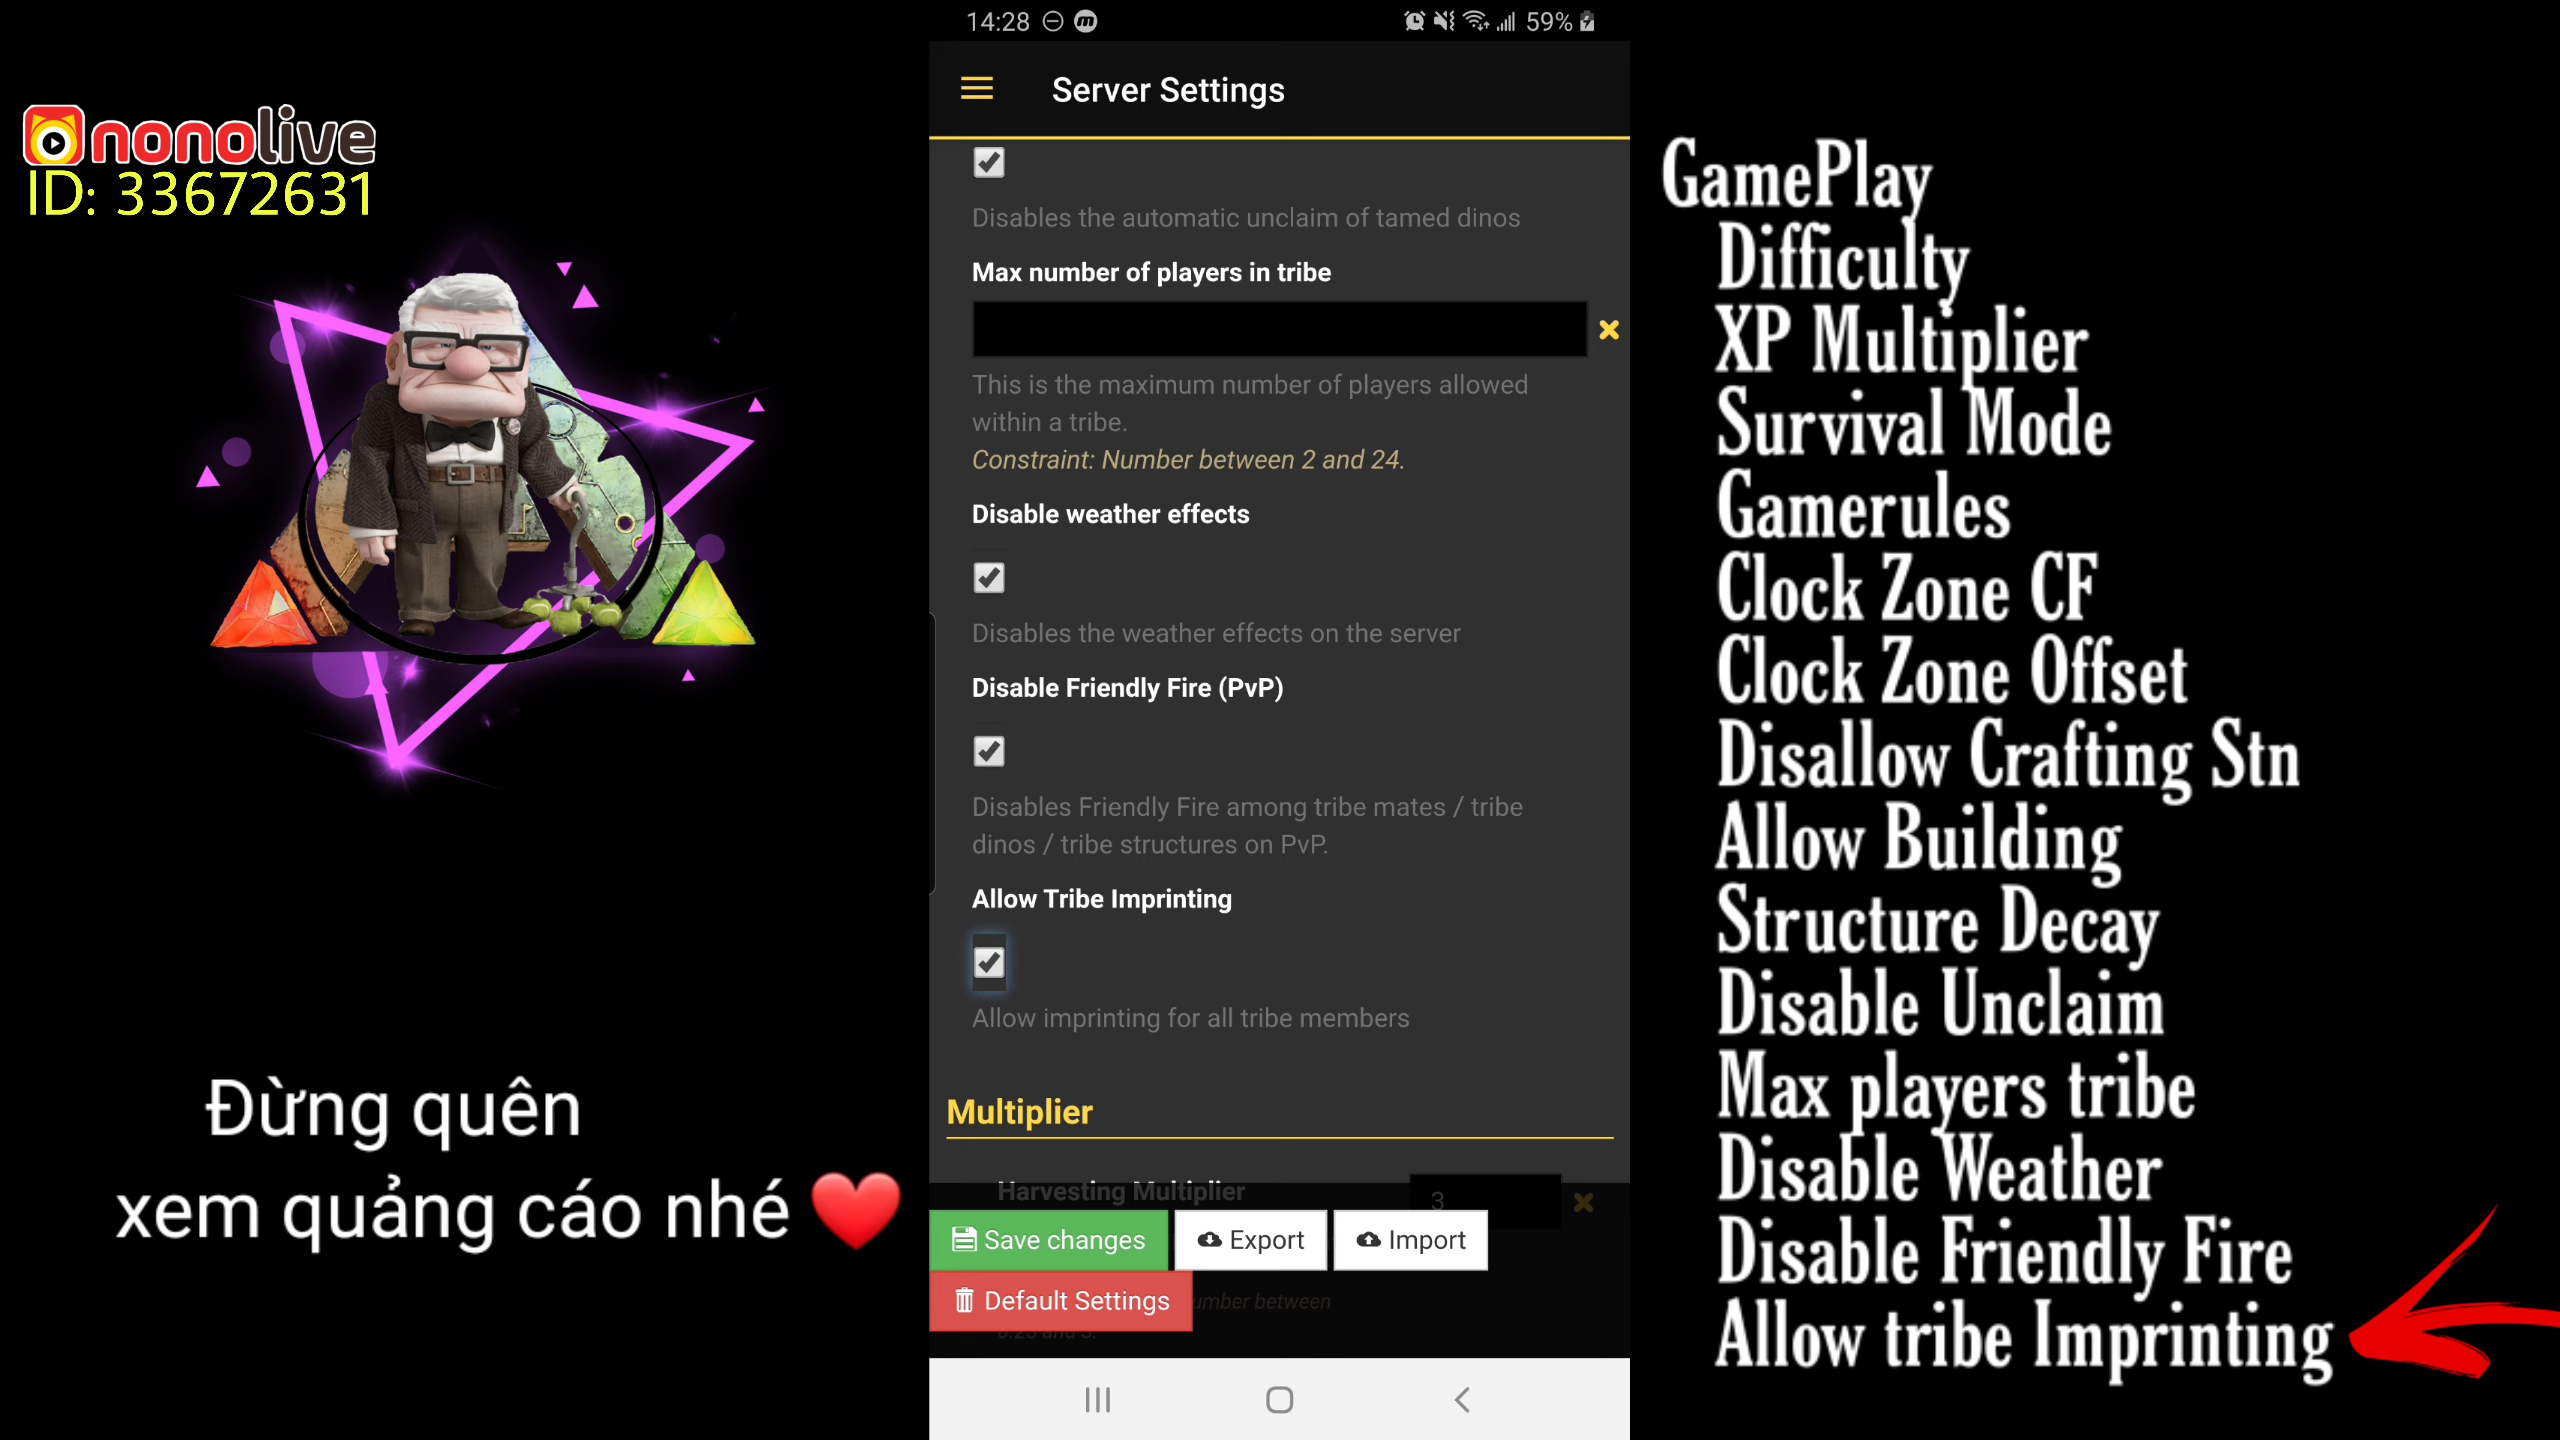 nonolive
ID: 33672631
Đừng quên
xem quảng cáo nhé
14:28
59%
Server Settings
Disables the automatic unclaim of tamed dinos
Max number of players in tribe
This is the maximum number of players allowed
within a tribe.
Constraint: Number between 2 and 24.
Disable weather effects
Disables the weather effects on the server
Disable Friendly Fire (PvP)
Disables Friendly Fire among tribe mates / tribe
dinos / tribe structures on PvP.
Allow Tribe Imprinting
Allow imprinting for all tribe members
Multiplier
Harvesting Multiplier
3
Save changes
Export
Import
Default Settings
umber between
GamePlay
Difficulty
XP Multiplier
Survival Mode
Gamerules
Clock Zone CF
Clock Zone Offset
Disallow Crafting Stn
Allow Building
Structure Decay
Disable Unclaim
Max players tribe
Disable Weather
Disable Friendly Fire
Allow tribe Imprinting